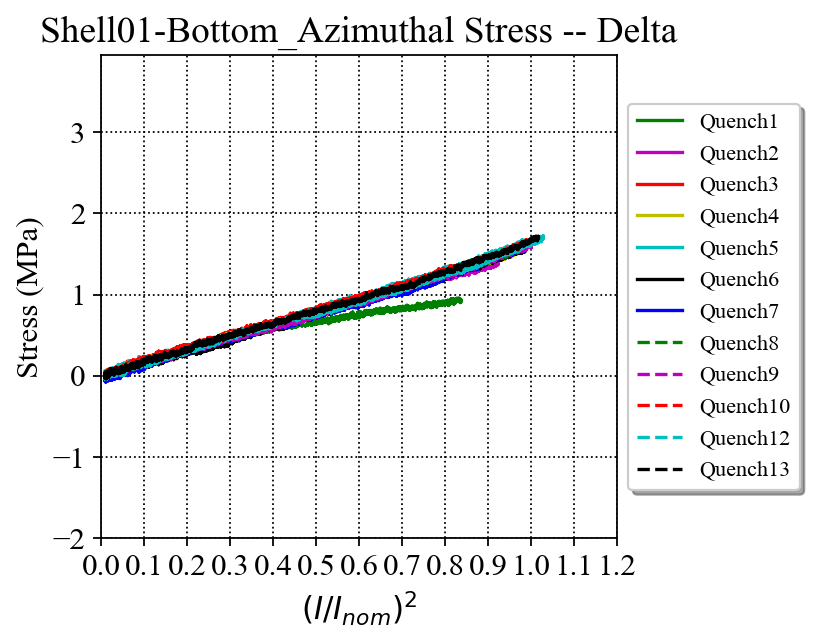 Shell01-Bottom_Azimuthal Stress -- Delta
Stress (MPa)
3
2
1
0
−1
−2
0.0 0.1 0.2 0.3 0.4 0.5 0.6 0.7 0.8 0.9 1.0 1.1 1.2
(I/I_nom)²
Quench1
Quench2
Quench3
Quench4
Quench5
Quench6
Quench7
Quench8
Quench9
Quench10
Quench12
Quench13